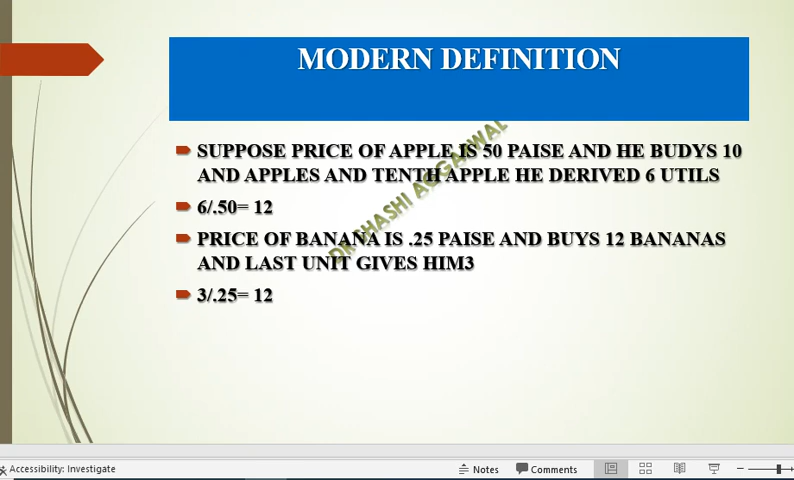 MODERN DEFINITION
SUPPOSE PRICE OF APPLE IS 50 PAISE AND HE BUDYS 10
AND APPLES AND TENTH APPLE HE DERIVED 6 UTILS
6/.50= 12
PRICE OF BANANA IS .25 PAISE AND BUYS 12 BANANAS
AND LAST UNIT GIVES HIM3
3/.25= 12
DR SHASHI AGGARWAL
Accessibility: Investigate
Notes
Comments